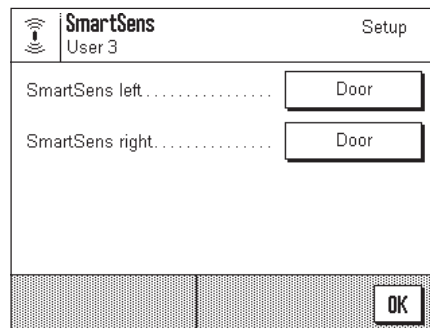 SmartSens Setup
User 3
SmartSens left................ Door
SmartSens right............... Door
OK